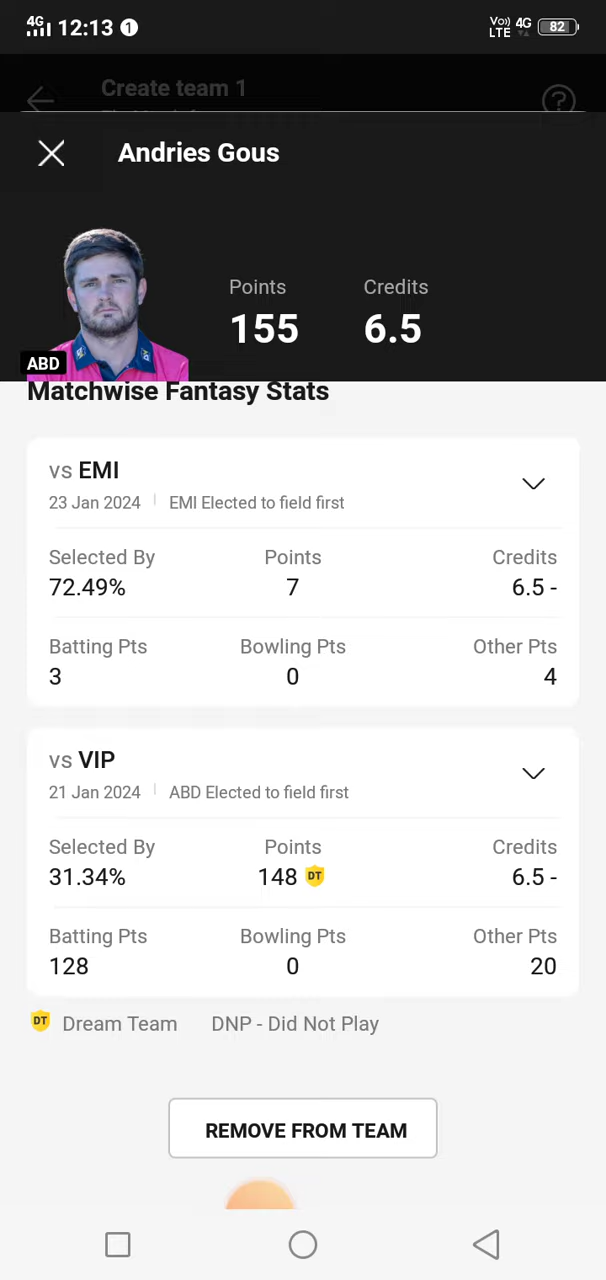 4G 12:13 1 Vo)) LTE 4G 82
Create team 1
Andries Gous
Points Credits
155 6.5
ABD
Matchwise Fantasy Stats
vs EMI
23 Jan 2024 EMI Elected to field first
Selected By Points Credits
72.49% 7 6.5 -
Batting Pts Bowling Pts Other Pts
3 0 4
vs VIP
21 Jan 2024 ABD Elected to field first
Selected By Points Credits
31.34% 148 DT 6.5 -
Batting Pts Bowling Pts Other Pts
128 0 20
DT Dream Team DNP - Did Not Play
REMOVE FROM TEAM